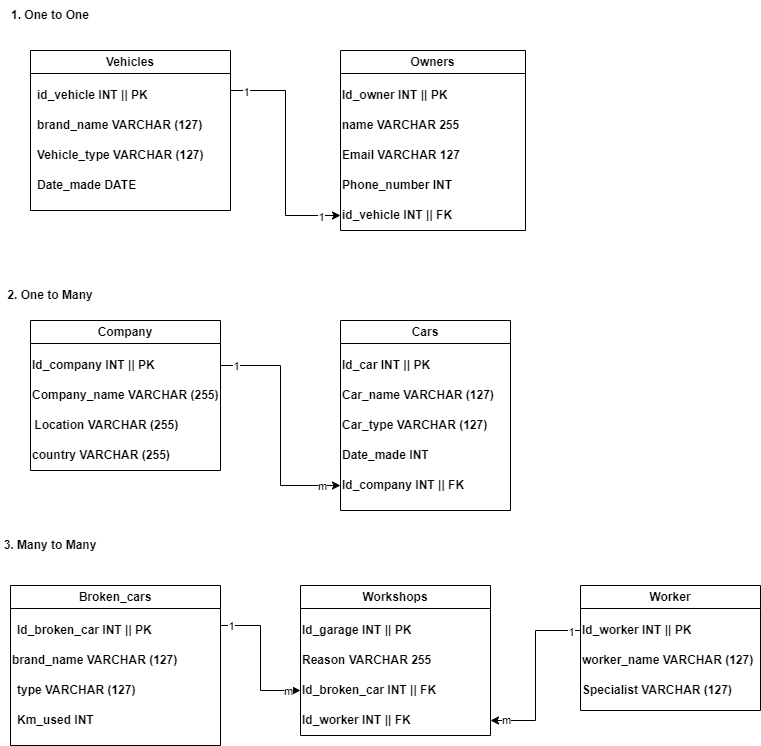 1. One to One
Vehicles
id_vehicle INT || PK
brand_name VARCHAR (127)
Vehicle_type VARCHAR (127)
Date_made DATE
1
1
Owners
Id_owner INT || PK
name VARCHAR 255
Email VARCHAR 127
Phone_number INT
id_vehicle INT || FK
2. One to Many
Company
Id_company INT || PK
Company_name VARCHAR (255)
Location VARCHAR (255)
country VARCHAR (255)
1
m
Cars
Id_car INT || PK
Car_name VARCHAR (127)
Car_type VARCHAR (127)
Date_made INT
Id_company INT || FK
3. Many to Many
Broken_cars
Id_broken_car INT || PK
brand_name VARCHAR (127)
type VARCHAR (127)
Km_used INT
1
m
Workshops
Id_garage INT || PK
Reason VARCHAR 255
Id_broken_car INT || FK
Id_worker INT || FK
m
1
Worker
Id_worker INT || PK
worker_name VARCHAR (127)
Specialist VARCHAR (127)